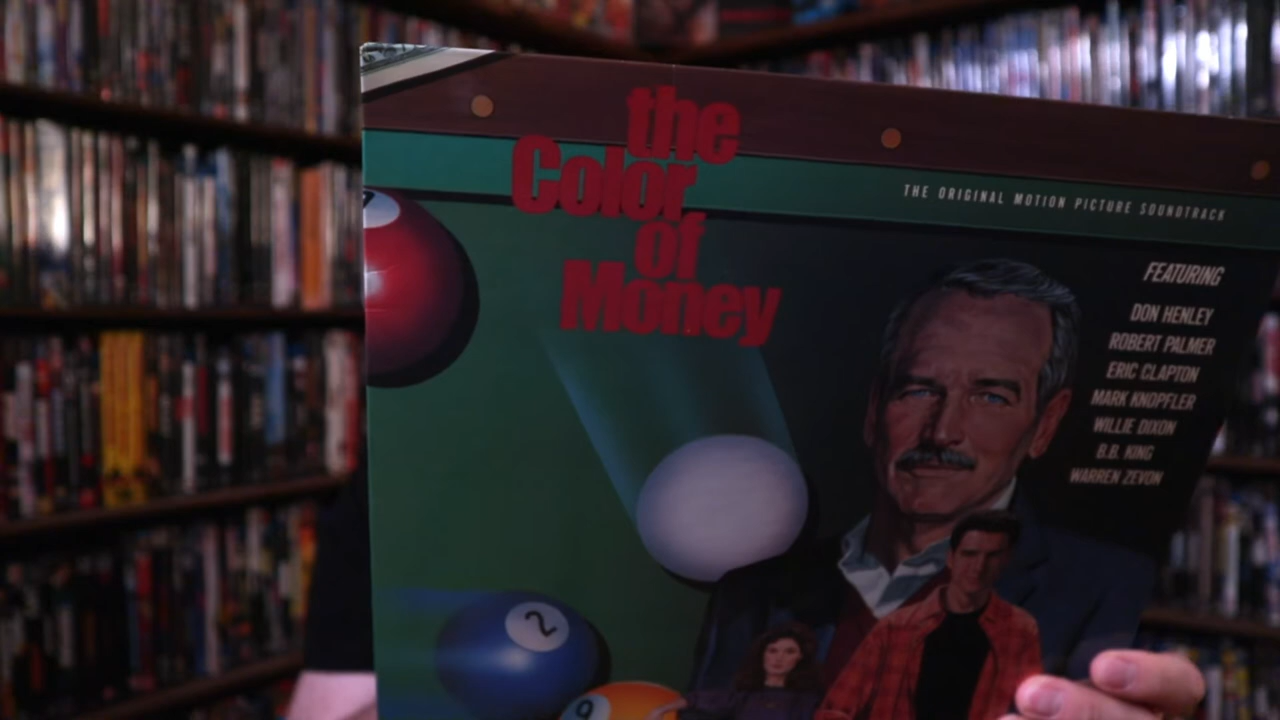 the
Color
of
Money
THE ORIGINAL MOTION PICTURE SOUNDTRACK
FEATURING
DON HENLEY
ROBERT PALMER
ERIC CLAPTON
MARK KNOPFLER
WILLIE DIXON
B.B. KING
WARREN ZEVON
2
9